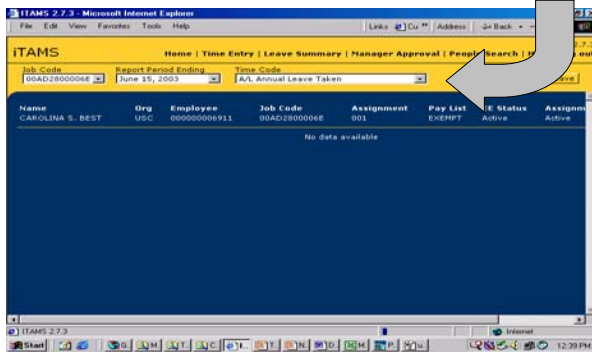 ITAMS 2.7.3 - Microsoft Internet Explorer
File Edit View Favorites Tools Help Links Cu » Address Back
iTAMS
Home | Time Entry | Leave Summary | Manager Approval | People Search |
Job Code Report Period Ending Time Code
00AD2800006E June 15, 2003 A/L Annual Leave Taken
Name Org Employee Job Code Assignment Pay List EE Status Assignm
CAROLINA S. BEST USC 000000006911 00AD2800006E 001 EXEMPT Active Active
No data available
ITAMS 2.7.3 Internet
Start G. M. T. C. I. T. N. D. M. P. u. 12:39 PM